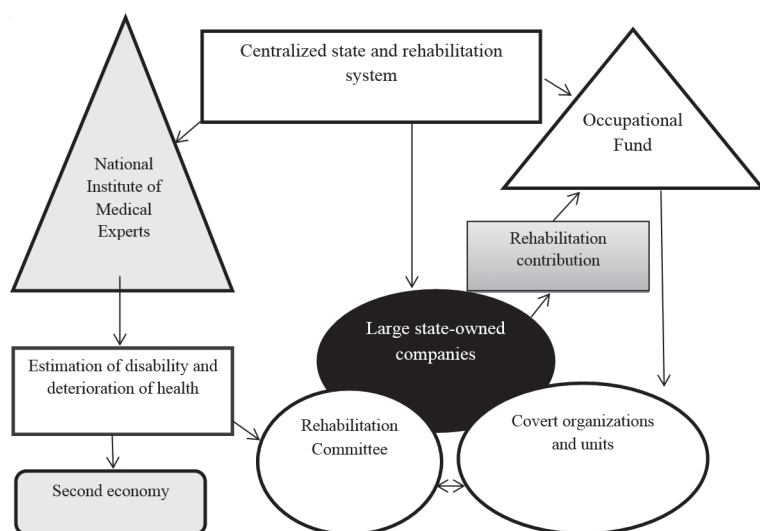 Centralized state and rehabilitation
system
Occupational
Fund
National
Institute of
Medical
Experts
Rehabilitation
contribution
Large state-owned
companies
Estimation of disability and
deterioration of health
Rehabilitation
Committee
Covert organizations
and units
Second economy